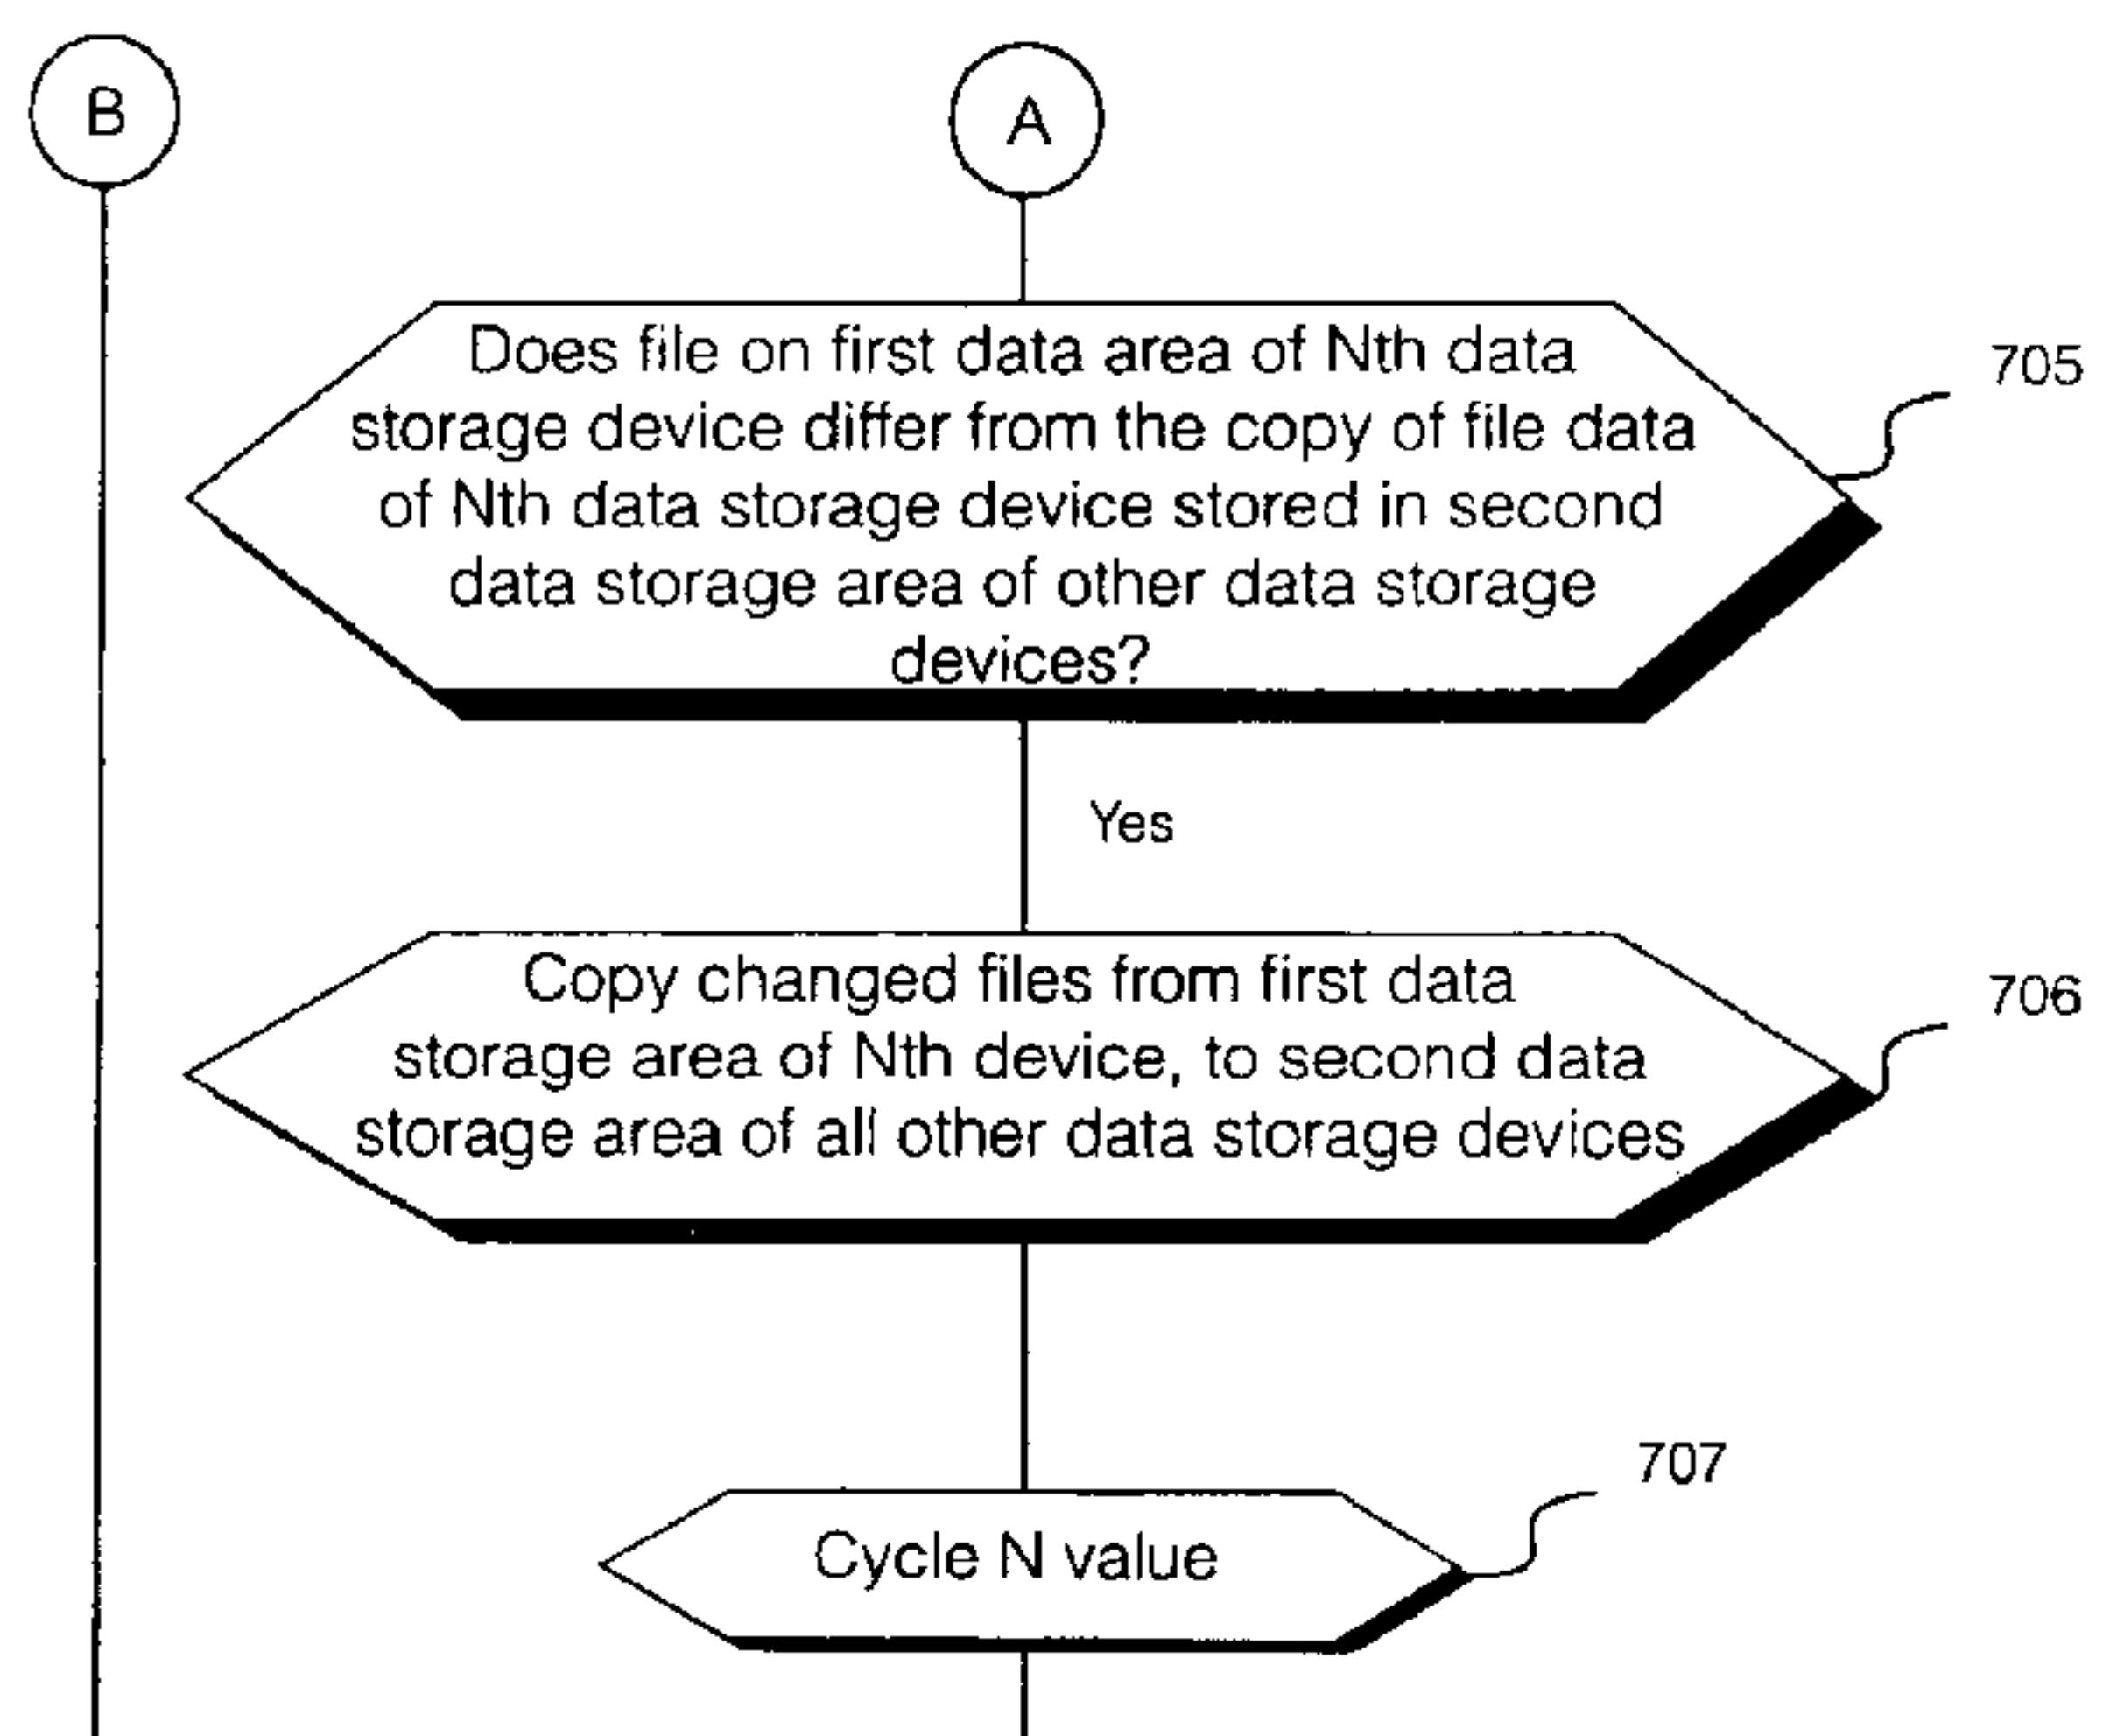 B
A
Does file on first data area of Nth data
storage device differ from the copy of file data
of Nth data storage device stored in second
data storage area of other data storage
devices?
705
Yes
Copy changed files from first data
storage area of Nth device, to second data
storage area of all other data storage devices
706
Cycle N value
707